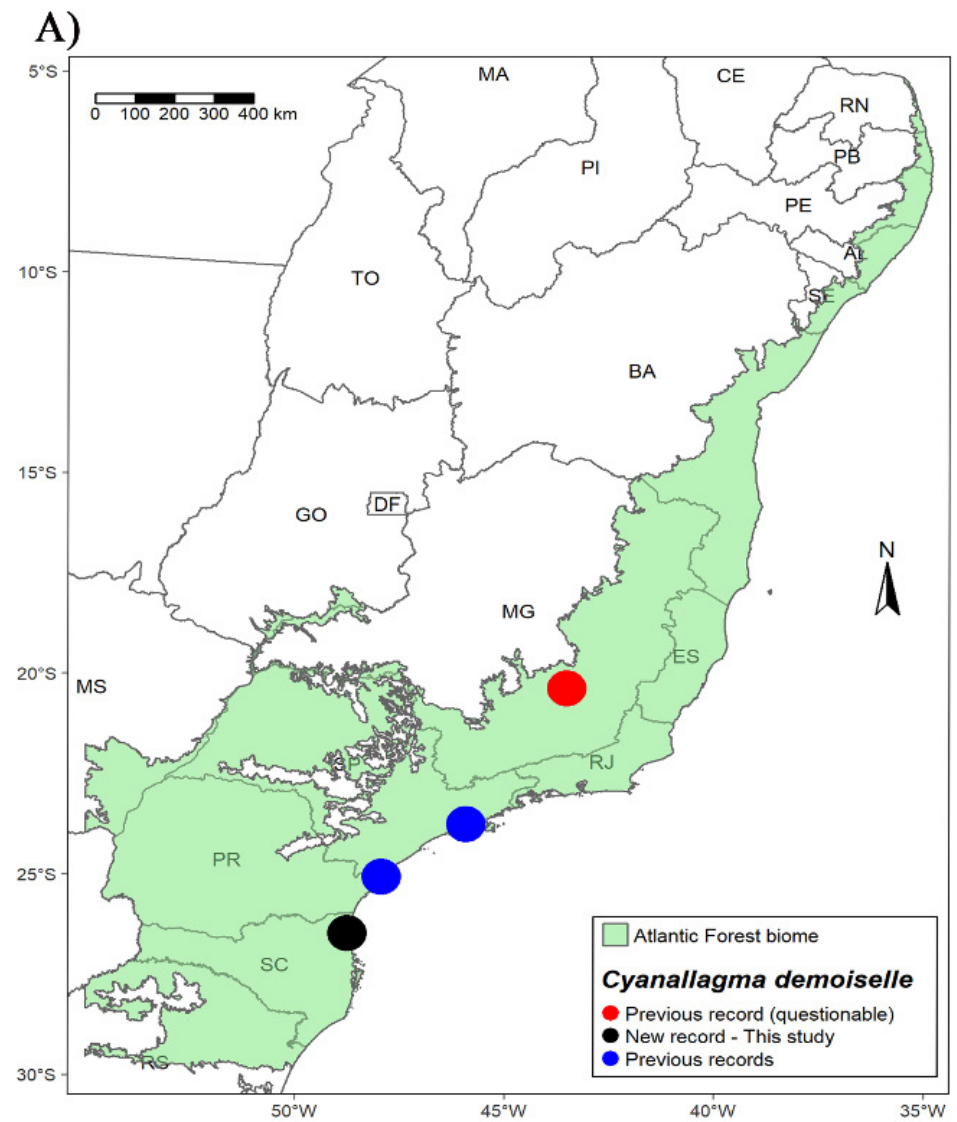 A)
5°S
MA
CE
0 100 200 300 400 km
RN
PI
PB
PE
AL
10°S
TO
SE
BA
15°S
DF
GO
N
MG
ES
20°S
MS
RJ
SP
PR
25°S
Atlantic Forest biome
SC
Cyanallagma demoiselle
Previous record (questionable)
New record - This study
Previous records
RS
30°S
50°W 45°W 40°W 35°W